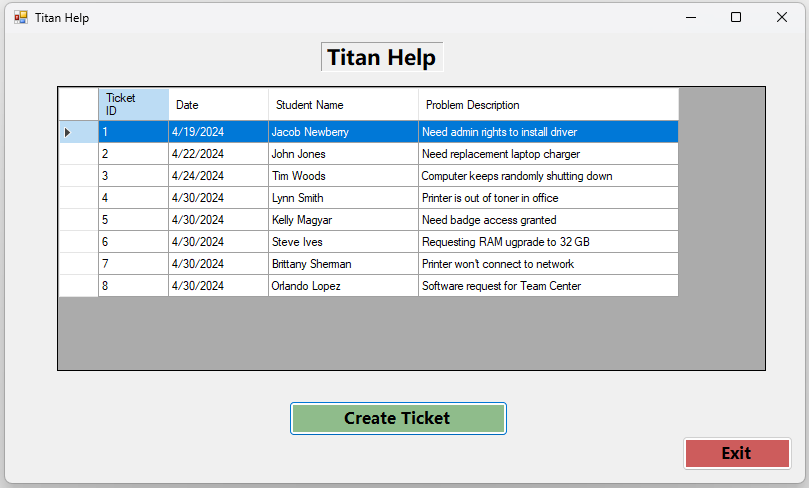 Titan Help
Titan Help
Ticket
ID
Date
Student Name
Problem Description
1 4/19/2024 Jacob Newberry Need admin rights to install driver
2 4/22/2024 John Jones Need replacement laptop charger
3 4/24/2024 Tim Woods Computer keeps randomly shutting down
4 4/30/2024 Lynn Smith Printer is out of toner in office
5 4/30/2024 Kelly Magyar Need badge access granted
6 4/30/2024 Steve Ives Requesting RAM ugprade to 32 GB
7 4/30/2024 Brittany Sherman Printer won't connect to network
8 4/30/2024 Orlando Lopez Software request for Team Center
Create Ticket
Exit